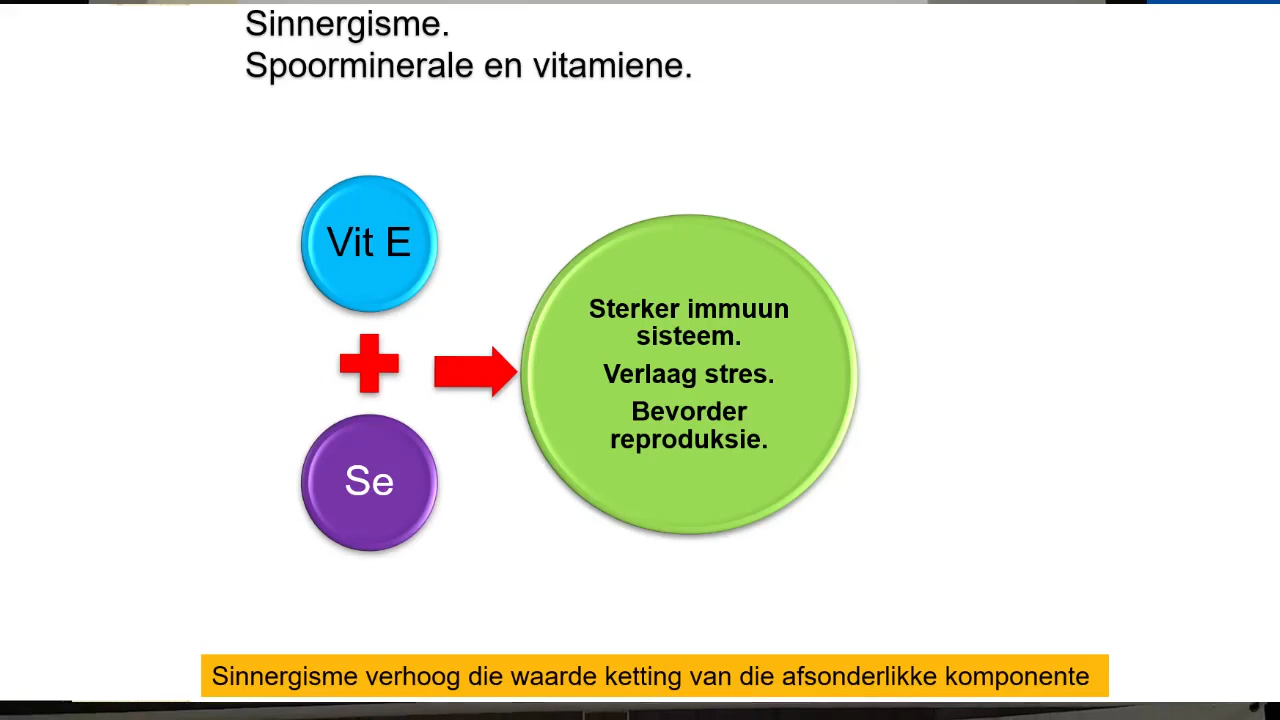 Sinnergisme.
Spoorminerale en vitamiene.
Vit E
Se
Sterker immuun
sisteem.
Verlaag stres.
Bevorder
reproduksie.
Sinnergisme verhoog die waarde ketting van die afsonderlikke komponente